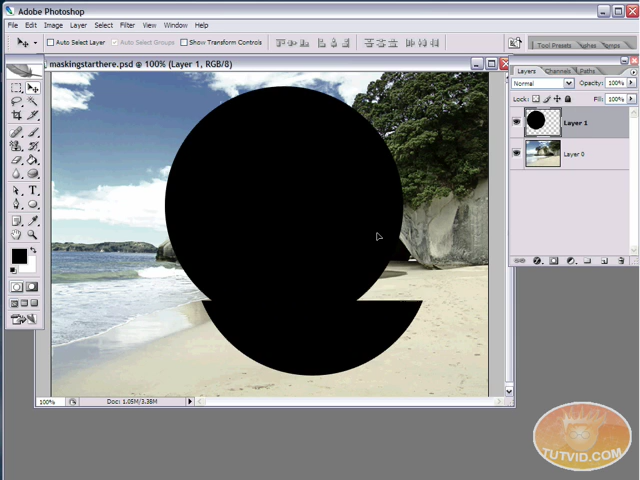 Adobe Photoshop
File Edit Image Layer Select Filter View Window Help
Auto Select Layer Auto Select Groups Show Transform Controls
Tool Presets Comps
maskingstarthere.psd @ 100% (Layer 1, RGB/8)
Layers Channels Paths
Normal Opacity: 100%
Lock: Fill: 100%
Layer 1
Layer 0
T
100% Doc: 1.05M/3.38M
TUTVID.COM